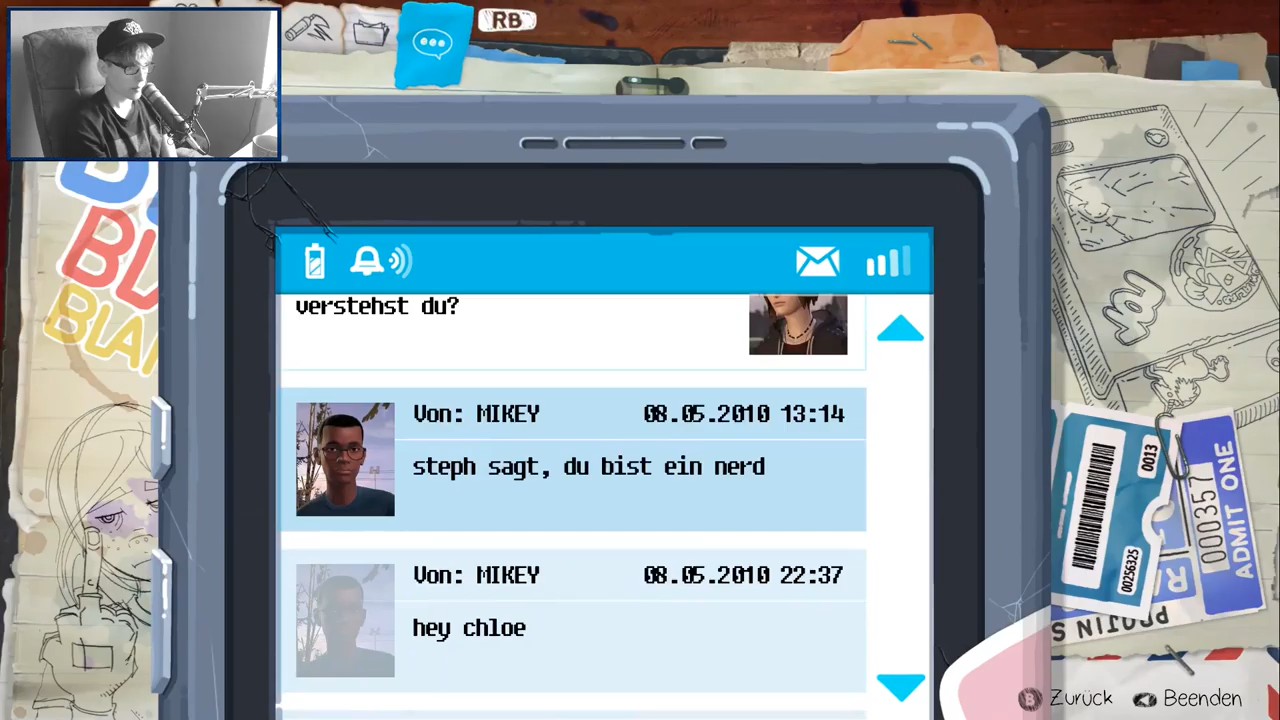 RB
verstehst du?
Von: MIKEY 08.05.2010 13:14
steph sagt, du bist ein nerd
Von: MIKEY 08.05.2010 22:37
hey chloe
0013
00256325
000357
ADMIT ONE
B Zurück
Beenden